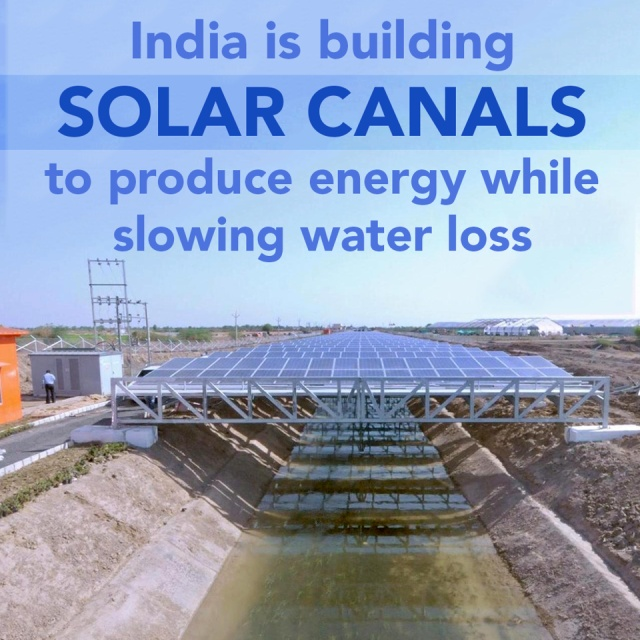 India is building
SOLAR CANALS
to produce energy while
slowing water loss